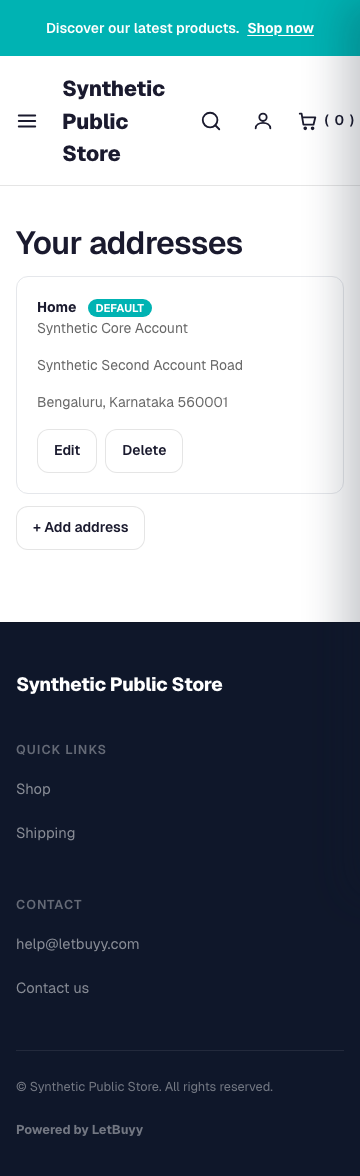 Discover our latest products. Shop now
Synthetic
Public
Store
( 0 )
Your addresses
Home DEFAULT
Synthetic Core Account
Synthetic Second Account Road
Bengaluru, Karnataka 560001
Edit Delete
+ Add address
Synthetic Public Store
QUICK LINKS
Shop
Shipping
CONTACT
help@letbuyy.com
Contact us
© Synthetic Public Store. All rights reserved.
Powered by LetBuyy